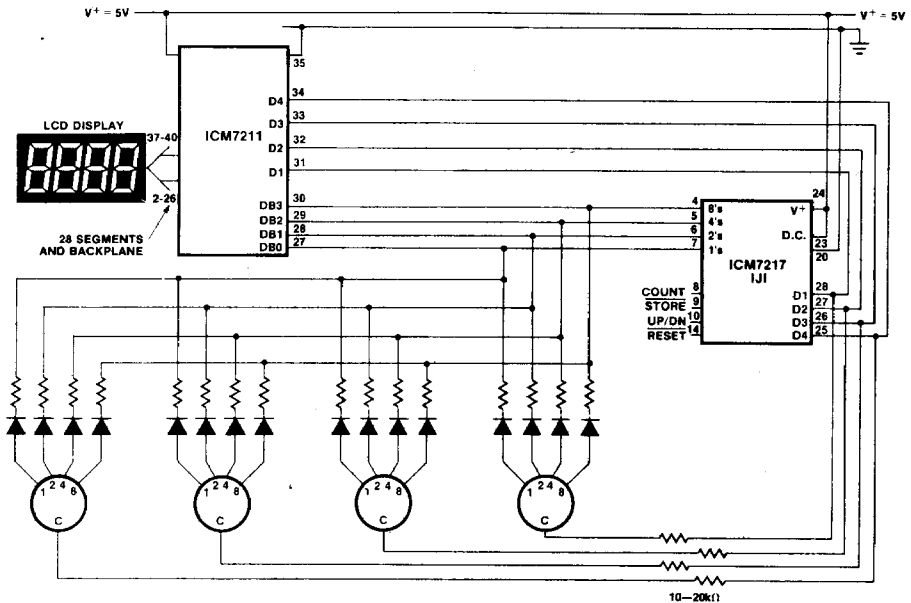 V+ = 5V
V+ = 5V
35
34
D4
33
D3
LCD DISPLAY
37-40
ICM7211
32
D2
31
D1
2-26
28 SEGMENTS
AND BACKPLANE
DB3
30
DB2
29
DB1
28
DB0
27
4
8's
5
4's
6
2's
7
1's
24
V+
D.C.
23
20
ICM7217
IJI
COUNT
8
STORE
9
UP/DN
10
RESET
14
D1
28
D2
27
D3
26
D4
25
1 2 4 8
C
1 2 4 8
C
1 2 4 8
C
1 2 4 8
C
10—20kΩ